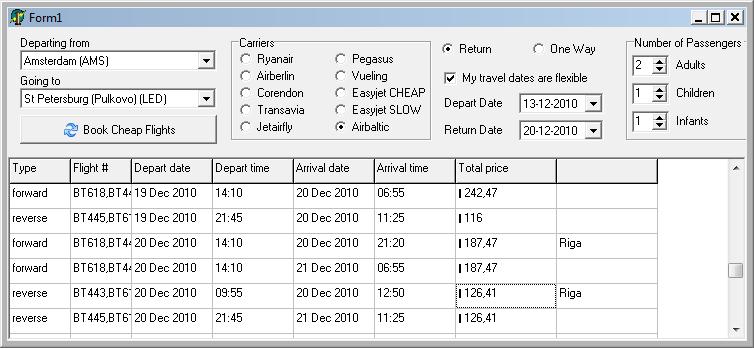 Form1
Departing from
Amsterdam (AMS)
Going to
St Petersburg (Pulkovo) (LED)
Book Cheap Flights
Carriers
Ryanair
Airberlin
Corendon
Transavia
Jetairfly
Pegasus
Vueling
Easyjet CHEAP
Easyjet SLOW
Airbaltic
Return One Way
My travel dates are flexible
Depart Date 13-12-2010
Return Date 20-12-2010
Number of Passengers
2 Adults
1 Children
1 Infants
Type Flight # Depart date Depart time Arrival date Arrival time Total price
forward BT618,BT44 19 Dec 2010 14:10 20 Dec 2010 06:55 242,47
reverse BT445,BT61 19 Dec 2010 21:45 20 Dec 2010 11:25 116
forward BT618,BT44 20 Dec 2010 14:10 20 Dec 2010 21:20 187,47 Riga
forward BT618,BT44 20 Dec 2010 14:10 21 Dec 2010 06:55 187,47
reverse BT443,BT61 20 Dec 2010 09:55 20 Dec 2010 12:50 126,41 Riga
reverse BT445,BT61 20 Dec 2010 21:45 21 Dec 2010 11:25 126,41